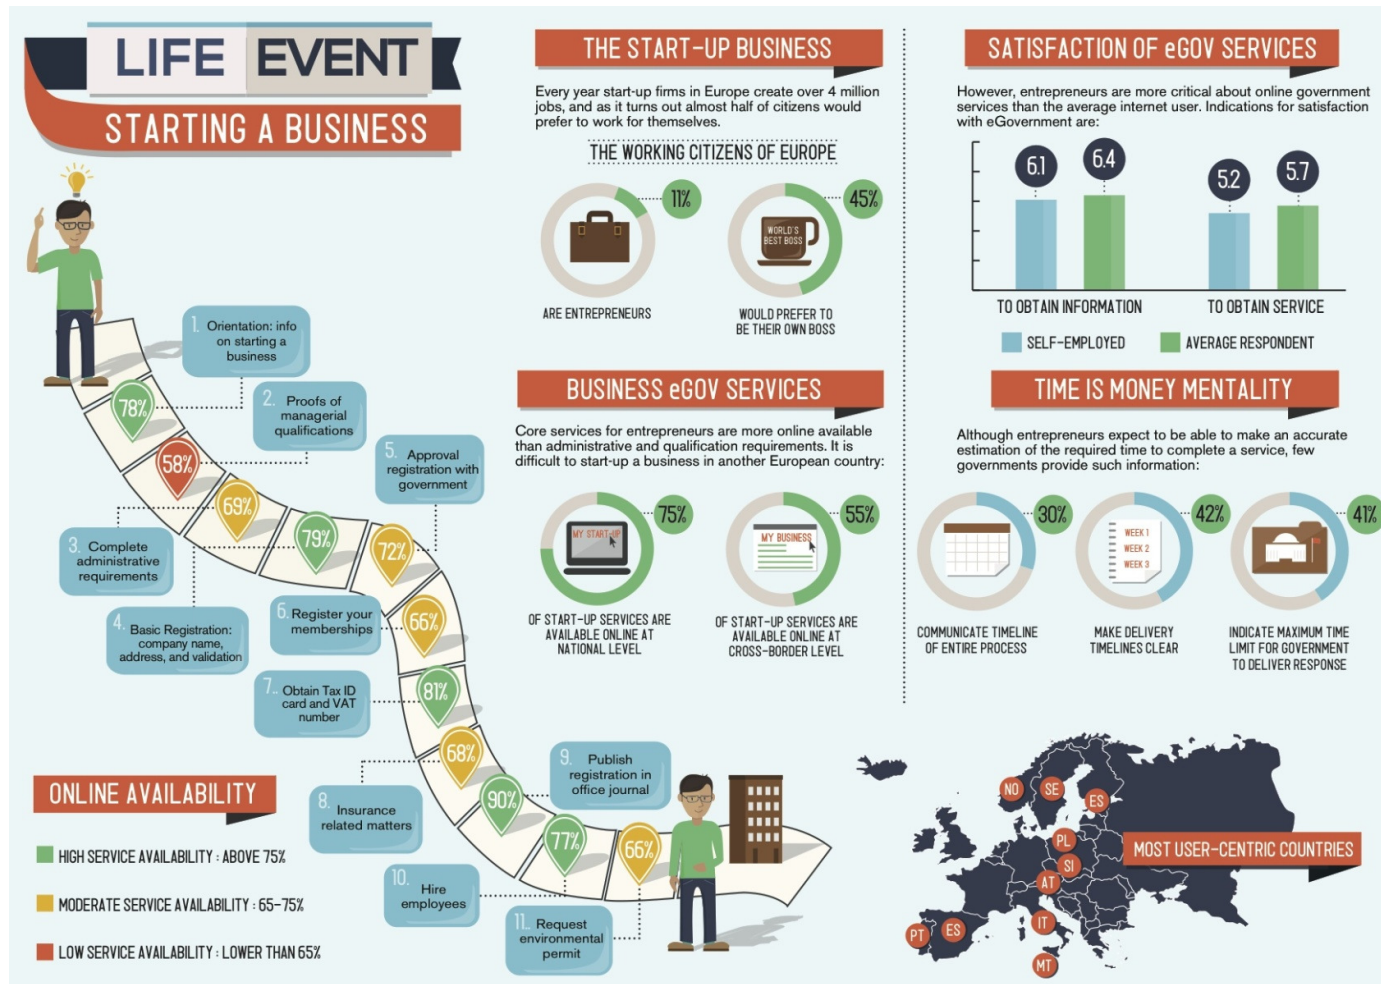 LIFE EVENT
STARTING A BUSINESS
1. Orientation: info
on starting a
business
78%
2. Proofs of
managerial
qualifications
58%
5. Approval
registration with
government
69%
79%
72%
3. Complete
administrative
requirements
4. Basic Registration:
company name,
address, and validation
6. Register your
memberships
66%
7. Obtain Tax ID
card and VAT
number
81%
68%
8. Insurance
related matters
9. Publish
registration in
office journal
90%
77%
66%
10. Hire
employees
11. Request
environmental
permit
ONLINE AVAILABILITY
HIGH SERVICE AVAILABILITY : ABOVE 75%
MODERATE SERVICE AVAILABILITY : 65-75%
LOW SERVICE AVAILABILITY : LOWER THAN 65%
THE START-UP BUSINESS
Every year start-up firms in Europe create over 4 million
jobs, and as it turns out almost half of citizens would
prefer to work for themselves.
THE WORKING CITIZENS OF EUROPE
11%
ARE ENTREPRENEURS
45%
WORLD'S
BEST BOSS
WOULD PREFER TO
BE THEIR OWN BOSS
BUSINESS eGOV SERVICES
Core services for entrepreneurs are more online available
than administrative and qualification requirements. It is
difficult to start-up a business in another European country:
75%
MY START-UP
OF START-UP SERVICES ARE
AVAILABLE ONLINE AT
NATIONAL LEVEL
55%
MY BUSINESS
OF START-UP SERVICES ARE
AVAILABLE ONLINE AT
CROSS-BORDER LEVEL
SATISFACTION OF eGOV SERVICES
However, entrepreneurs are more critical about online government
services than the average internet user. Indications for satisfaction
with eGovernment are:
6.1 6.4 5.2 5.7
TO OBTAIN INFORMATION TO OBTAIN SERVICE
SELF-EMPLOYED AVERAGE RESPONDENT
TIME IS MONEY MENTALITY
Although entrepreneurs expect to be able to make an accurate
estimation of the required time to complete a service, few
governments provide such information:
30%
COMMUNICATE TIMELINE
OF ENTIRE PROCESS
42%
WEEK 1
WEEK 2
WEEK 3
MAKE DELIVERY
TIMELINES CLEAR
41%
INDICATE MAXIMUM TIME
LIMIT FOR GOVERNMENT
TO DELIVER RESPONSE
NO
SE
ES
PL
SI
AT
IT
PT
ES
MT
MOST USER-CENTRIC COUNTRIES